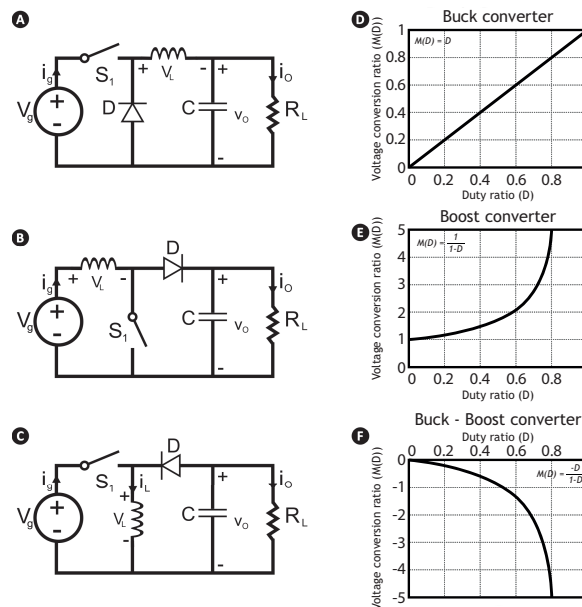 A
i_g
S_1
+ V_L -
+
i_O
V_g
+
-
D
C
v_O
R_L
-
D
Buck converter
M(D) = D
Voltage conversion ratio (M(D))
1
0.8
0.6
0.4
0.2
0
0 0.2 0.4 0.6 0.8 1
Duty ratio (D)
B
i_g
+ V_L -
D
+
i_O
V_g
+
-
S_1
C
v_O
R_L
-
E
Boost converter
M(D) = 1/1-D
Voltage conversion ratio (M(D))
5
4
3
2
1
0
0 0.2 0.4 0.6 0.8
Duty ratio (D)
C
i_g
S_1
i_L
D
+
i_O
V_g
+
-
+
V_L
-
C
v_O
R_L
-
F
Buck - Boost converter
Duty ratio (D)
0 0.2 0.4 0.6 0.8
M(D) = -D/1-D
Voltage conversion ratio (M(D))
0
-1
-2
-3
-4
-5